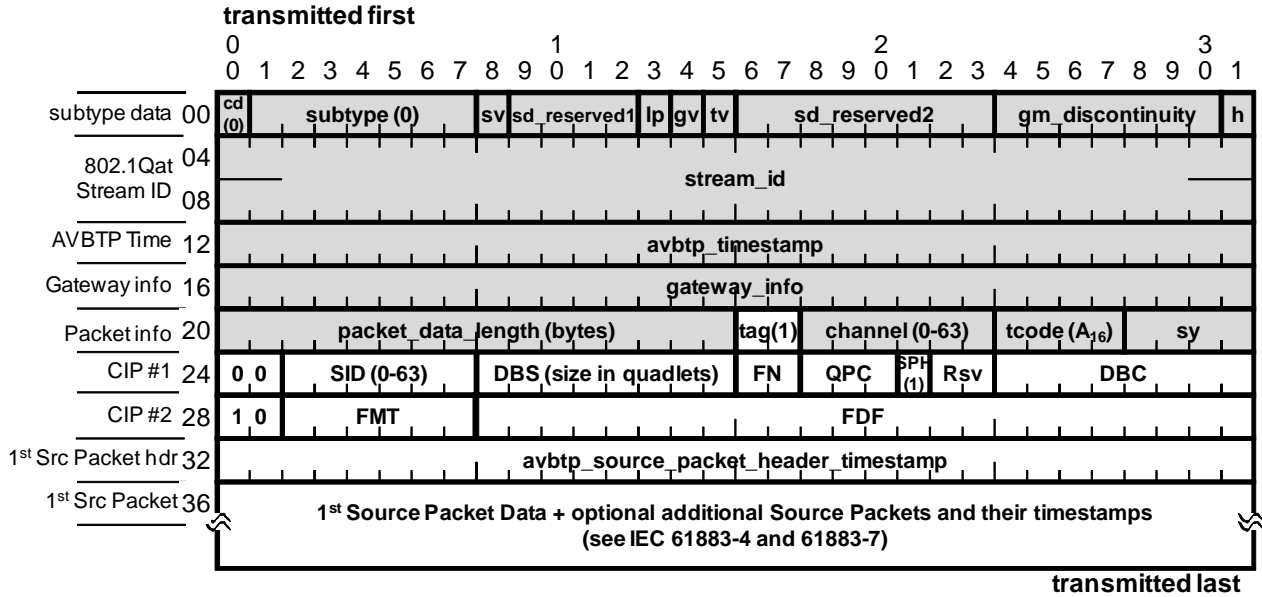 transmitted first
0 1 2 3
0 1 2 3 4 5 6 7 8 9 0 1 2 3 4 5 6 7 8 9 0 1 2 3 4 5 6 7 8 9 0 1
subtype data 00 cd (0) subtype (0) sv sd_reserved1 lp gv tv sd_reserved2 gm_discontinuity h
802.1Qat Stream ID 04 08 stream_id
AVBTP Time 12 avbtp_timestamp
Gateway info 16 gateway_info
Packet info 20 packet_data_length (bytes) tag(1) channel (0-63) tcode (A16) sy
CIP #1 24 0 0 SID (0-63) DBS (size in quadlets) FN QPC SPH (1) Rsv DBC
CIP #2 28 1 0 FMT FDF
1st Src Packet hdr 32 avbtp_source_packet_header_timestamp
1st Src Packet 36 1st Source Packet Data + optional additional Source Packets and their timestamps
(see IEC 61883-4 and 61883-7)
transmitted last